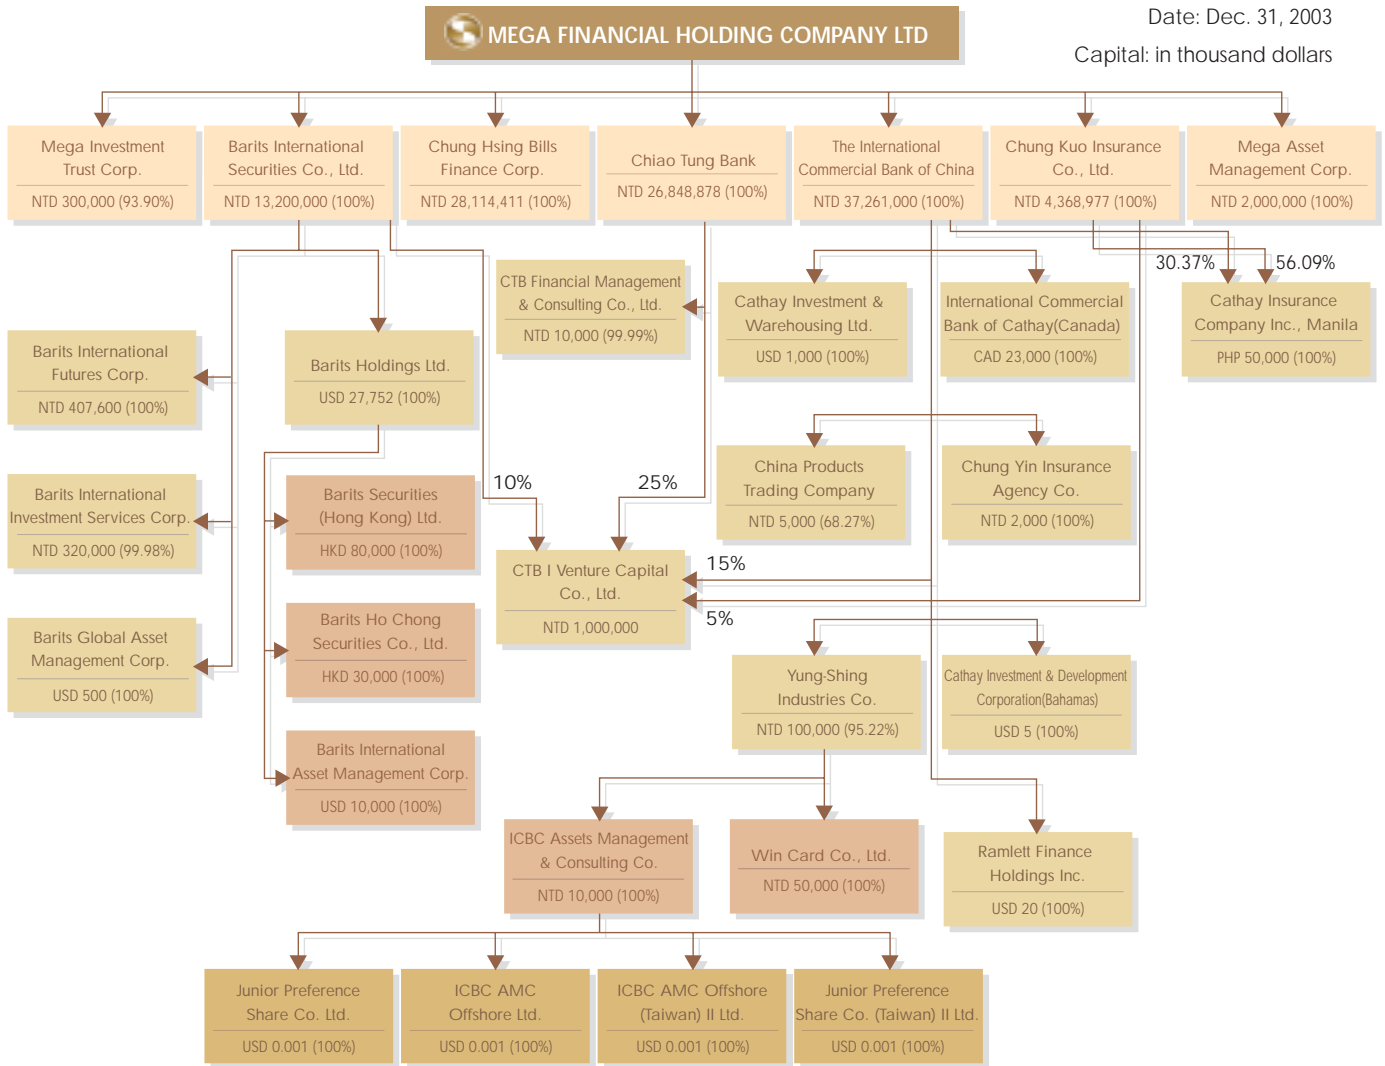 MEGA FINANCIAL HOLDING COMPANY LTD
Date: Dec. 31, 2003
Capital: in thousand dollars
Mega Investment
Trust Corp.
NTD 300,000 (93.90%)
Barits International
Securities Co., Ltd.
NTD 13,200,000 (100%)
Chung Hsing Bills
Finance Corp.
NTD 28,114,411 (100%)
Chiao Tung Bank
NTD 26,848,878 (100%)
The International
Commercial Bank of China
NTD 37,261,000 (100%)
Chung Kuo Insurance
Co., Ltd.
NTD 4,368,977 (100%)
Mega Asset
Management Corp.
NTD 2,000,000 (100%)
30.37%
56.09%
CTB Financial Management
& Consulting Co., Ltd.
NTD 10,000 (99.99%)
Cathay Investment &
Warehousing Ltd.
USD 1,000 (100%)
International Commercial
Bank of Cathay(Canada)
CAD 23,000 (100%)
Cathay Insurance
Company Inc., Manila
PHP 50,000 (100%)
Barits International
Futures Corp.
NTD 407,600 (100%)
Barits Holdings Ltd.
USD 27,752 (100%)
China Products
Trading Company
NTD 5,000 (68.27%)
Chung Yin Insurance
Agency Co.
NTD 2,000 (100%)
Barits International
Investment Services Corp.
NTD 320,000 (99.98%)
Barits Securities
(Hong Kong) Ltd.
HKD 80,000 (100%)
10%
25%
CTB I Venture Capital
Co., Ltd.
NTD 1,000,000
15%
5%
Barits Global Asset
Management Corp.
USD 500 (100%)
Barits Ho Chong
Securities Co., Ltd.
HKD 30,000 (100%)
Yung-Shing
Industries Co.
NTD 100,000 (95.22%)
Cathay Investment & Development
Corporation(Bahamas)
USD 5 (100%)
Barits International
Asset Management Corp.
USD 10,000 (100%)
ICBC Assets Management
& Consulting Co.
NTD 10,000 (100%)
Win Card Co., Ltd.
NTD 50,000 (100%)
Ramlett Finance
Holdings Inc.
USD 20 (100%)
Junior Preference
Share Co. Ltd.
USD 0.001 (100%)
ICBC AMC
Offshore Ltd.
USD 0.001 (100%)
ICBC AMC Offshore
(Taiwan) II Ltd.
USD 0.001 (100%)
Junior Preference
Share Co. (Taiwan) II Ltd.
USD 0.001 (100%)